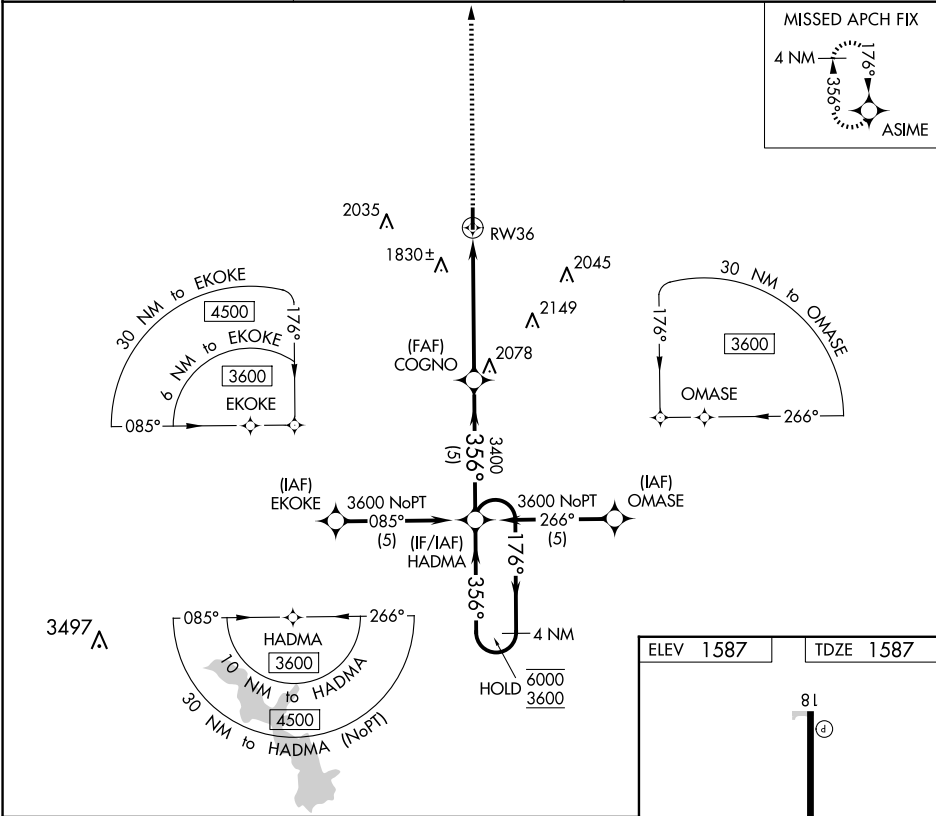 MISSED APCH FIX
4 NM
176°
356°
ASIME
2035
RW36
1830±
2045
2149
(FAF)
COGNO
2078
30 NM to EKOKE
4500
176°
6 NM to EKOKE
3600
EKOKE
085°
30 NM to OMASE
176°
3600
OMASE
266°
356°
(5)
3400
(IAF)
EKOKE
3600 NoPT
085°
(5)
(IF/IAF)
HADMA
3600 NoPT
266°
(5)
(IAF)
OMASE
176°
356°
4 NM
HOLD
6000
3600
3497
085°
266°
HADMA
3600
10 NM to HADMA
4500
30 NM to HADMA (NoPT)
ELEV 1587
TDZE 1587
18
P